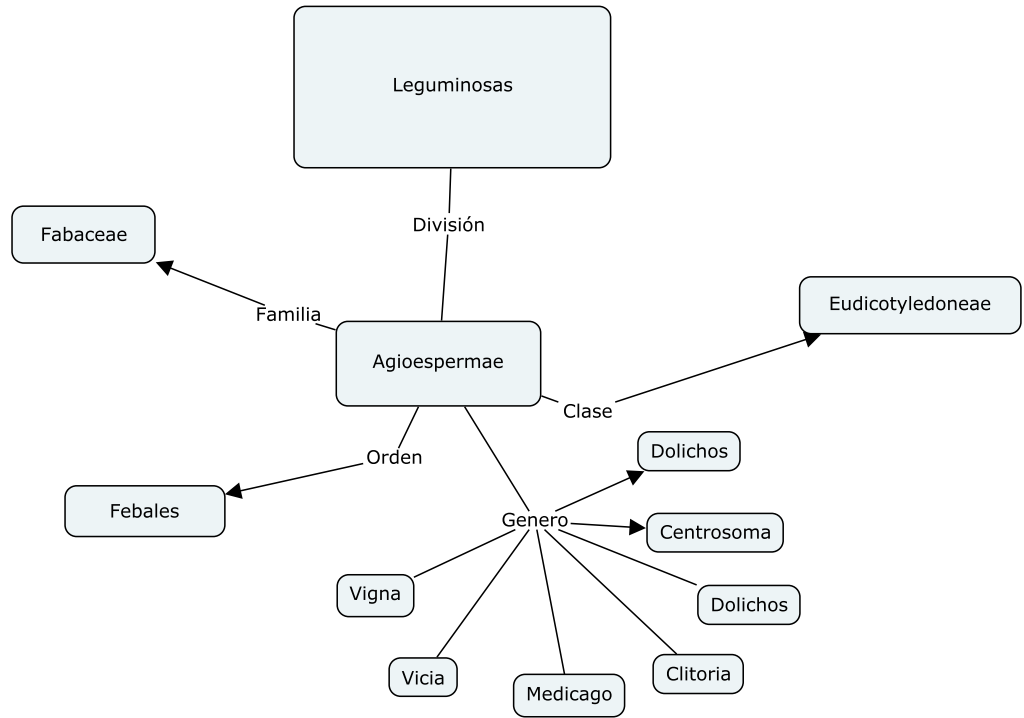 Leguminosas
División
Fabaceae
Familia
Eudicotyledoneae
Agioespermae
Clase
Orden
Dolichos
Febales
Genero
Centrosoma
Vigna
Dolichos
Vicia
Clitoria
Medicago